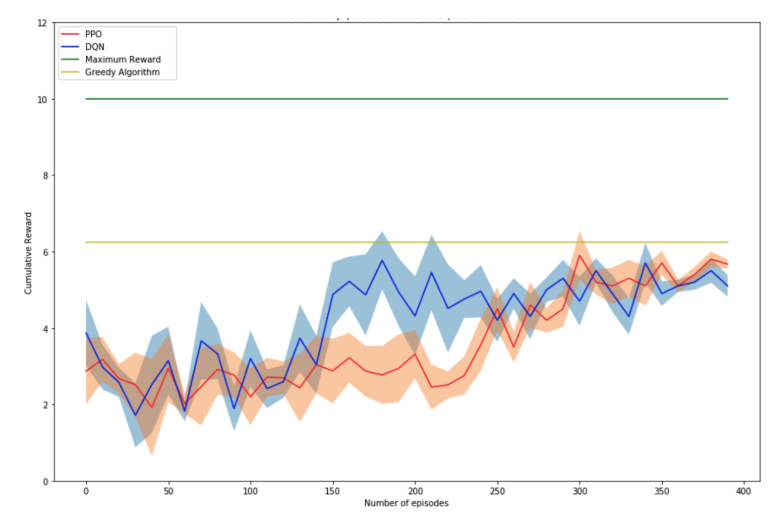 PPO
DQN
Maximum Reward
Greedy Algorithm
12
10
8
6
4
2
0
Cumulative Reward
0 50 100 150 200 250 300 350 400
Number of episodes